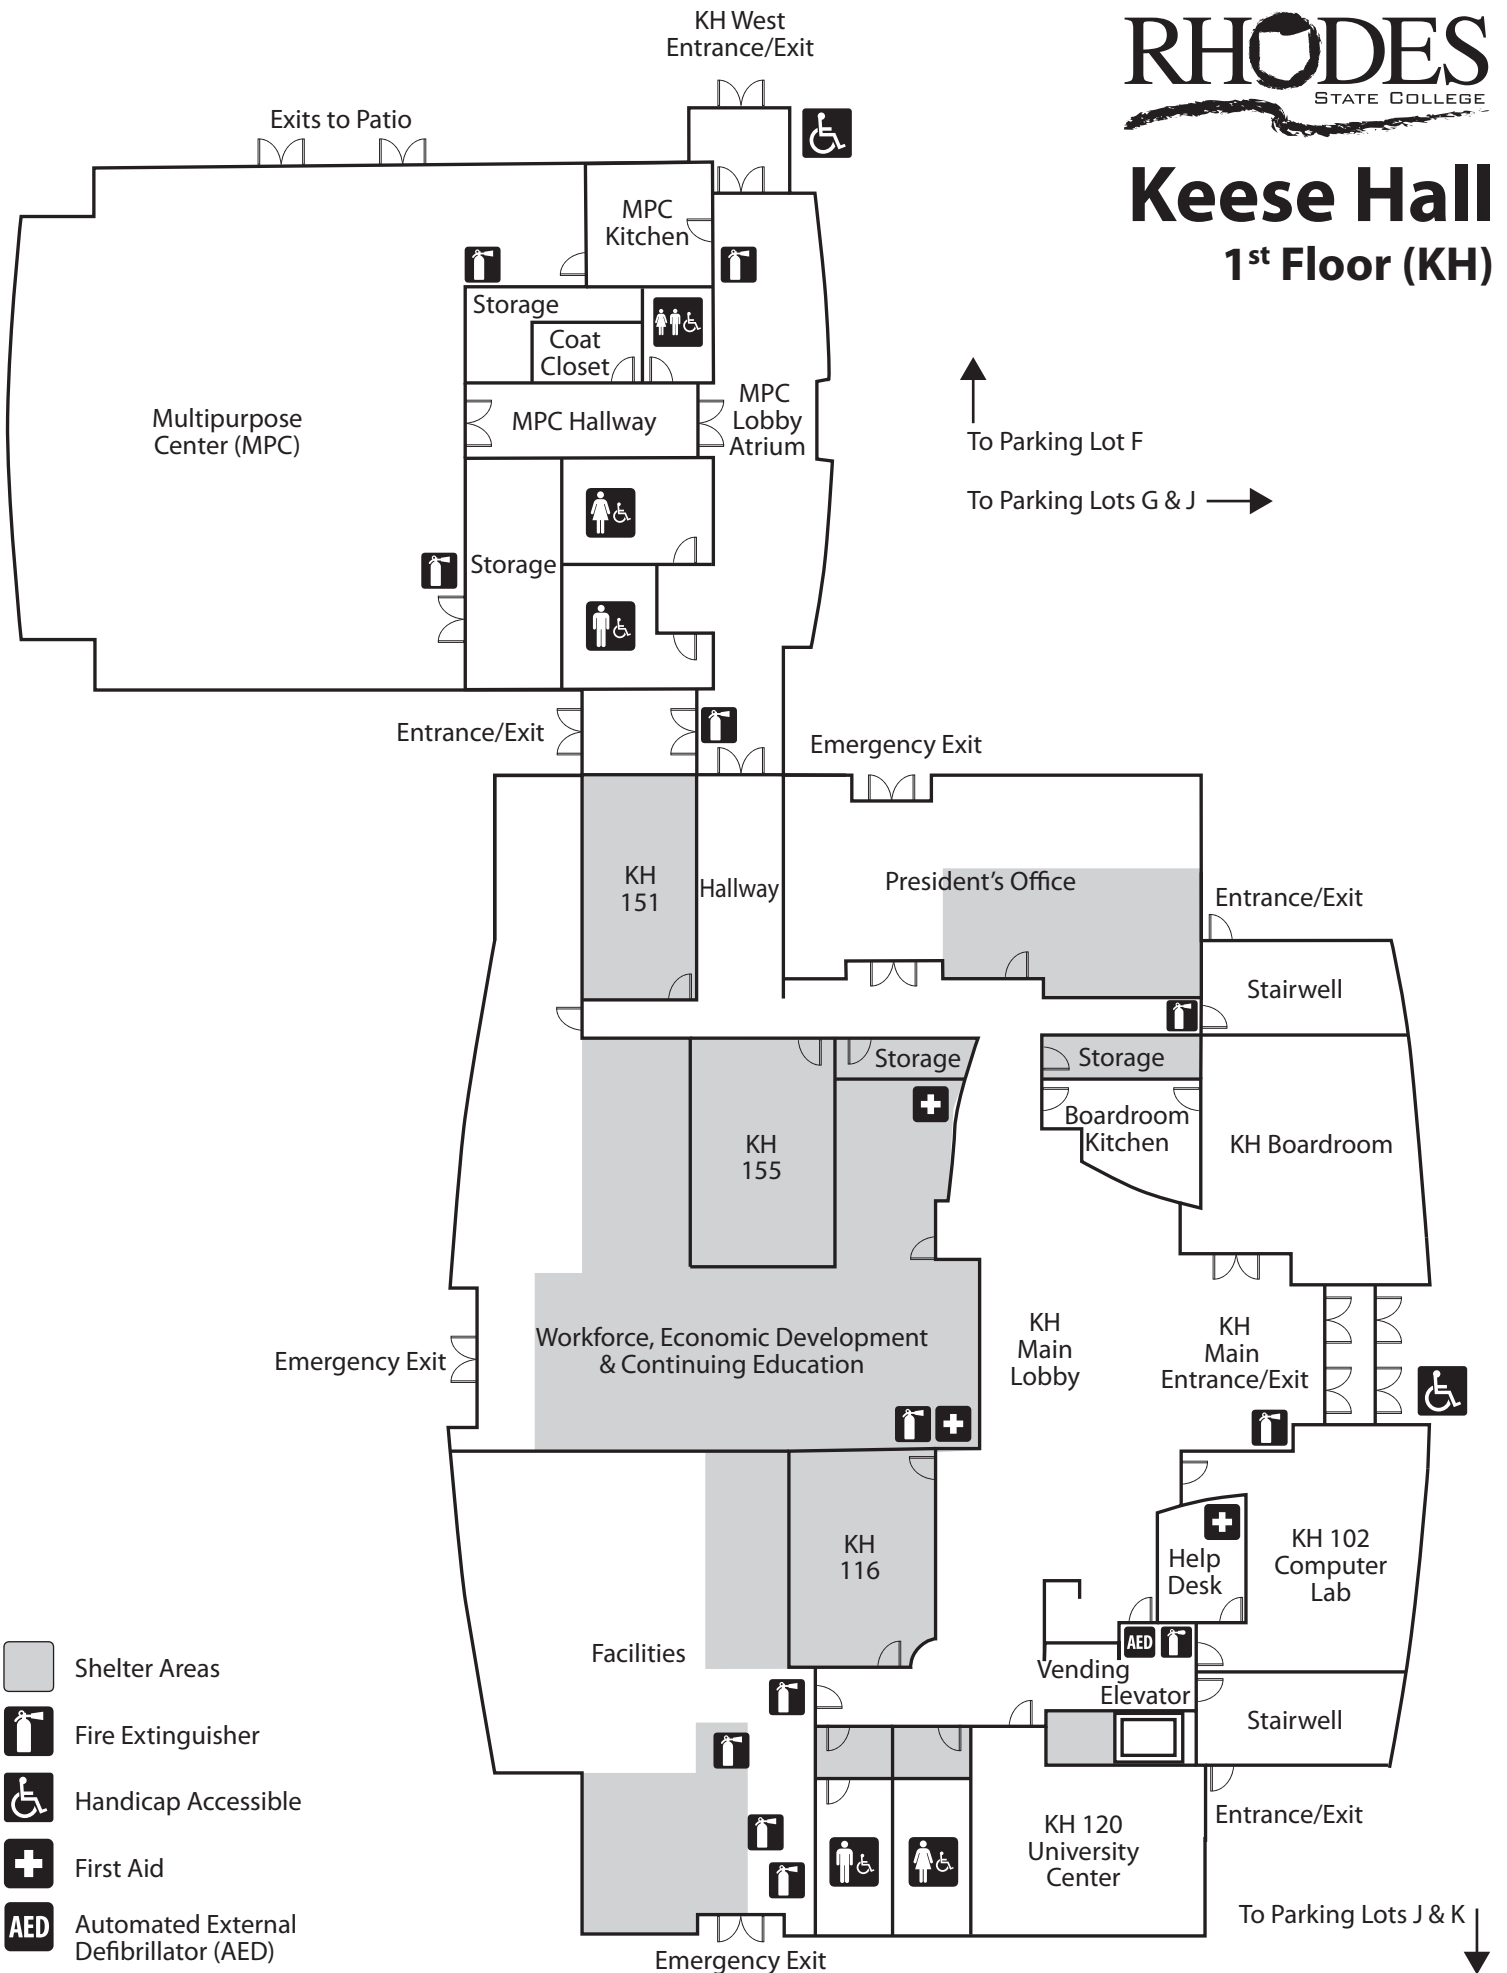 KH West
Entrance/Exit
RHODES
STATE COLLEGE
Keese Hall
1st Floor (KH)
Exits to Patio
MPC
Kitchen
Storage
Coat
Closet
Multipurpose
Center (MPC)
MPC Hallway
MPC
Lobby
Atrium
To Parking Lot F
To Parking Lots G & J
Storage
Entrance/Exit
Emergency Exit
KH
151
Hallway
President's Office
Entrance/Exit
Stairwell
Storage
Storage
Boardroom
Kitchen
KH Boardroom
KH
155
Emergency Exit
Workforce, Economic Development
& Continuing Education
KH
Main
Lobby
KH
Main
Entrance/Exit
KH
116
Help
Desk
KH 102
Computer
Lab
Facilities
AED
Vending
Elevator
Stairwell
Entrance/Exit
KH 120
University
Center
Emergency Exit
To Parking Lots J & K
Shelter Areas
Fire Extinguisher
Handicap Accessible
First Aid
AED
Automated External
Defibrillator (AED)